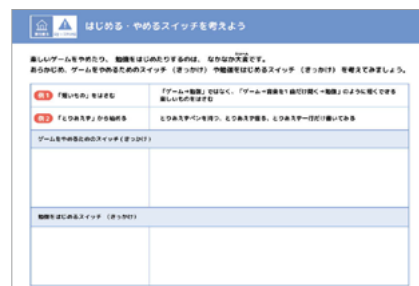 はじめる・やめるスイッチを考えよう
楽しいゲームをやめたり、勉強をはじめたりするのは、なかなか大変です。
あらかじめ、ゲームをやめるためのスイッチ（きっかけ）や勉強をはじめるスイッチ（きっかけ）を考えてみましょう。
例1 「短いもの」をはさむ
「ゲーム→勉強」ではなく、「ゲーム→音楽を1曲だけ聞く→勉強」のように短くできる
楽しいものをはさむ
例2 「とりあえず」から始める
とりあえずペンを持つ、とりあえず座る、とりあえず一行だけ書いてみる
ゲームをやめるためのスイッチ（きっかけ）
勉強をはじめるスイッチ（きっかけ）